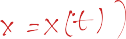 x = x(t))